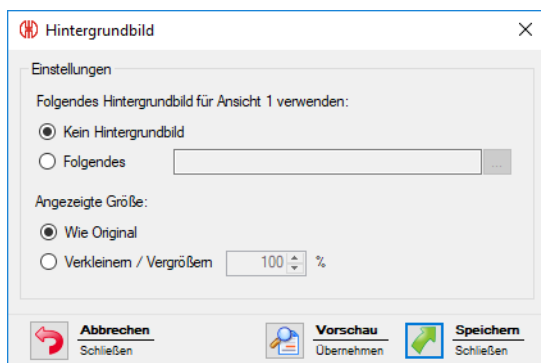 Hintergrundbild
Einstellungen
Folgendes Hintergrundbild für Ansicht 1 verwenden:
Kein Hintergrundbild
Folgendes ...
Angezeigte Größe:
Wie Original
Verkleinern / Vergrößern 100 %
Abbrechen
Schließen
Vorschau
Übernehmen
Speichern
Schließen